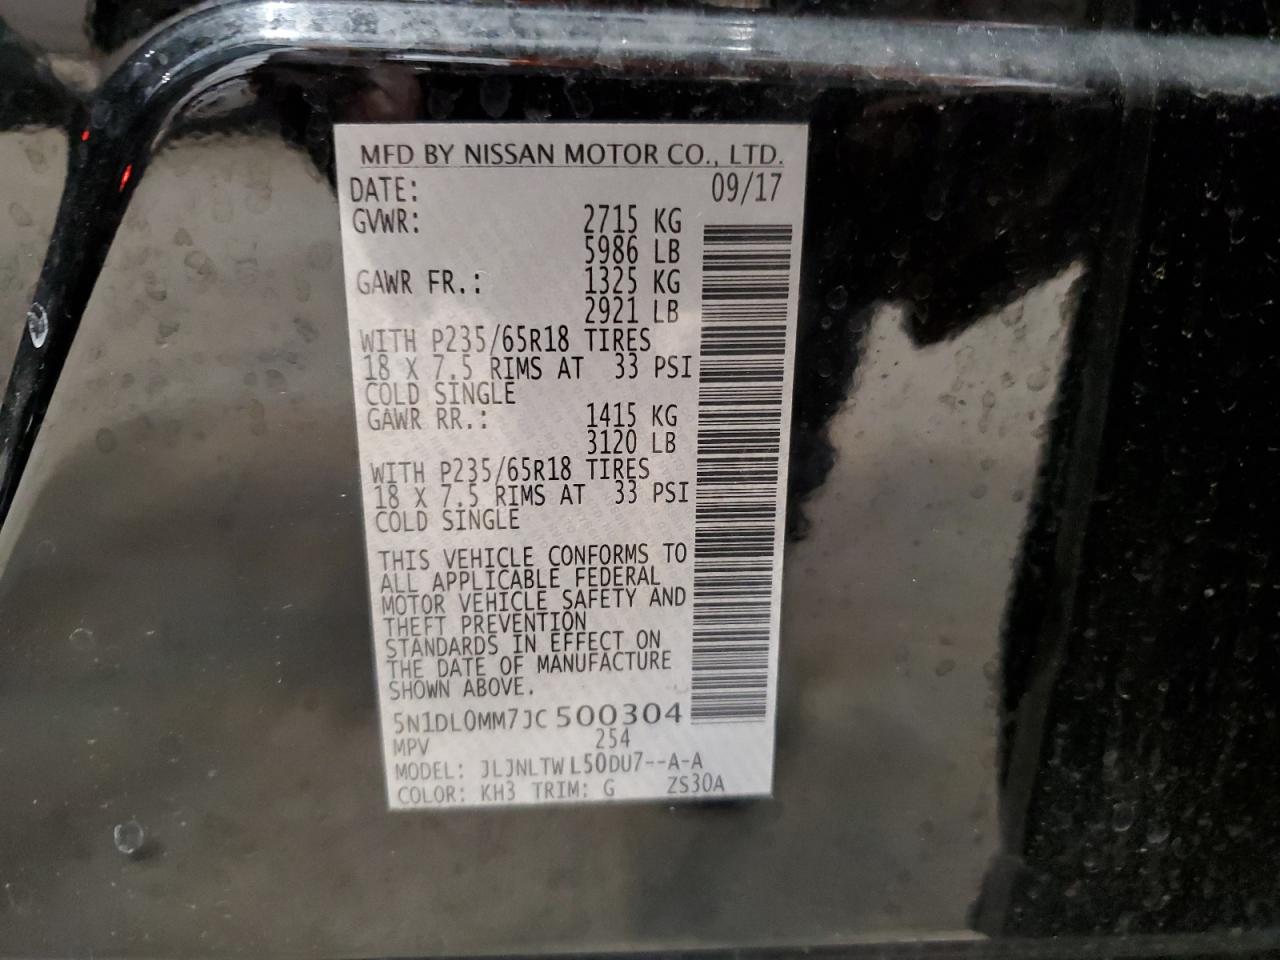 MFD BY NISSAN MOTOR CO., LTD.
DATE: 09/17
GVWR: 2715 KG
5986 LB
GAWR FR.: 1325 KG
2921 LB
WITH P235/65R18 TIRES
18 X 7.5 RIMS AT 33 PSI
COLD SINGLE
GAWR RR.: 1415 KG
3120 LB
WITH P235/65R18 TIRES
18 X 7.5 RIMS AT 33 PSI
COLD SINGLE
THIS VEHICLE CONFORMS TO
ALL APPLICABLE FEDERAL
MOTOR VEHICLE SAFETY AND
THEFT PREVENTION
STANDARDS IN EFFECT ON
THE DATE OF MANUFACTURE
SHOWN ABOVE.
5N1DL0MM7JC500304
MPV 254
MODEL: JLJNLTWL50DU7--A-A
COLOR: KH3 TRIM: G ZS30A